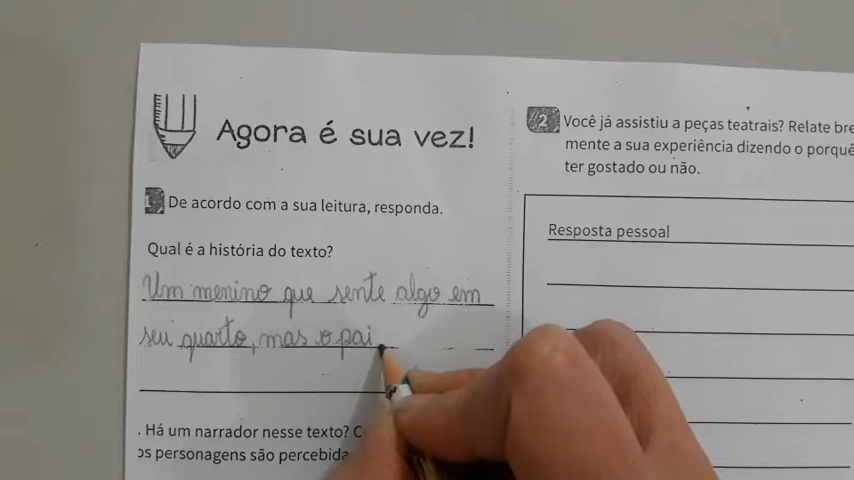 Agora é sua vez!
1 De acordo com a sua leitura, responda.
Qual é a história do texto?
Um menino que sente algo em
seu quarto, mas o pai
. Há um narrador nesse texto? C
os personagens são percebida
2 Você já assistiu a peças teatrais? Relate bre
mente a sua experiência dizendo o porquê
ter gostado ou não.
Resposta pessoal